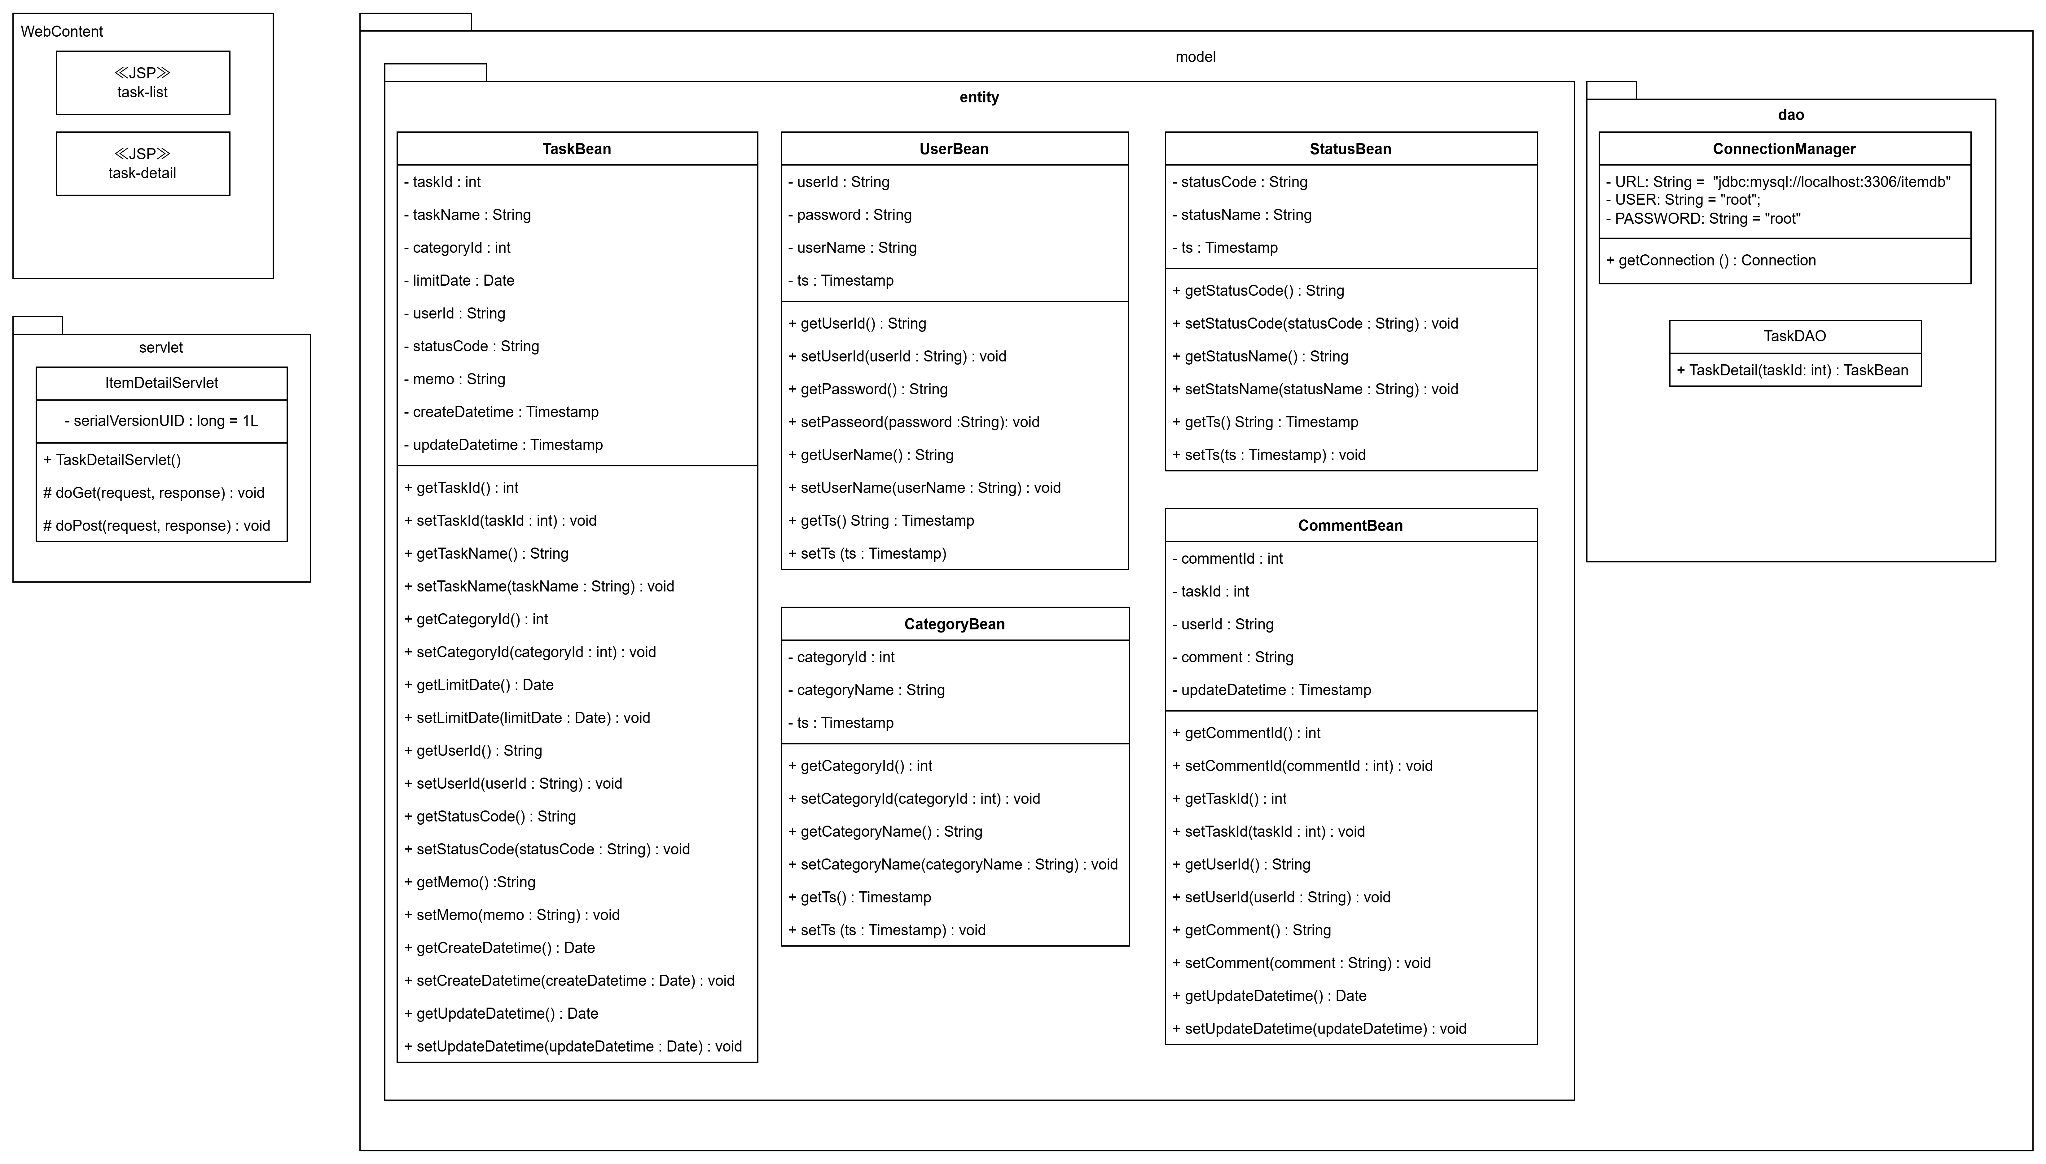 WebContent
≪JSP≫
task-list
≪JSP≫
task-detail
servlet
ItemDetailServlet
- serialVersionUID : long = 1L
+ TaskDetailServlet()
# doGet(request, response) : void
# doPost(request, response) : void
model
entity
TaskBean
- taskId : int
- taskName : String
- categoryId : int
- limitDate : Date
- userId : String
- statusCode : String
- memo : String
- createDatetime : Timestamp
- updateDatetime : Timestamp
+ getTaskId() : int
+ setTaskId(taskId : int) : void
+ getTaskName() : String
+ setTaskName(taskName : String) : void
+ getCategoryId() : int
+ setCategoryId(categoryId : int) : void
+ getLimitDate() : Date
+ setLimitDate(limitDate : Date) : void
+ getUserId() : String
+ setUserId(userId : String) : void
+ getStatusCode() : String
+ setStatusCode(statusCode : String) : void
+ getMemo() :String
+ setMemo(memo : String) : void
+ getCreateDatetime() : Date
+ setCreateDatetime(createDatetime : Date) : void
+ getUpdateDatetime() : Date
+ setUpdateDatetime(updateDatetime : Date) : void
UserBean
- userId : String
- password : String
- userName : String
- ts : Timestamp
+ getUserId() : String
+ setUserId(userId : String) : void
+ getPassword() : String
+ setPasseord(password :String): void
+ getUserName() : String
+ setUserName(userName : String) : void
+ getTs() String : Timestamp
+ setTs (ts : Timestamp)
CategoryBean
- categoryId : int
- categoryName : String
- ts : Timestamp
+ getCategoryId() : int
+ setCategoryId(categoryId : int) : void
+ getCategoryName() : String
+ setCategoryName(categoryName : String) : void
+ getTs() : Timestamp
+ setTs (ts : Timestamp) : void
StatusBean
- statusCode : String
- statusName : String
- ts : Timestamp
+ getStatusCode() : String
+ setStatusCode(statusCode : String) : void
+ getStatusName() : String
+ setStatsName(statusName : String) : void
+ getTs() String : Timestamp
+ setTs(ts : Timestamp) : void
CommentBean
- commentId : int
- taskId : int
- userId : String
- comment : String
- updateDatetime : Timestamp
+ getCommentId() : int
+ setCommentId(commentId : int) : void
+ getTaskId() : int
+ setTaskId(taskId : int) : void
+ getUserId() : String
+ setUserId(userId : String) : void
+ getComment() : String
+ setComment(comment : String) : void
+ getUpdateDatetime() : Date
+ setUpdateDatetime(updateDatetime) : void
dao
ConnectionManager
- URL: String =  "jdbc:mysql://localhost:3306/itemdb"
- USER: String = "root";
- PASSWORD: String = "root"
+ getConnection () : Connection
TaskDAO
+ TaskDetail(taskId: int) : TaskBean